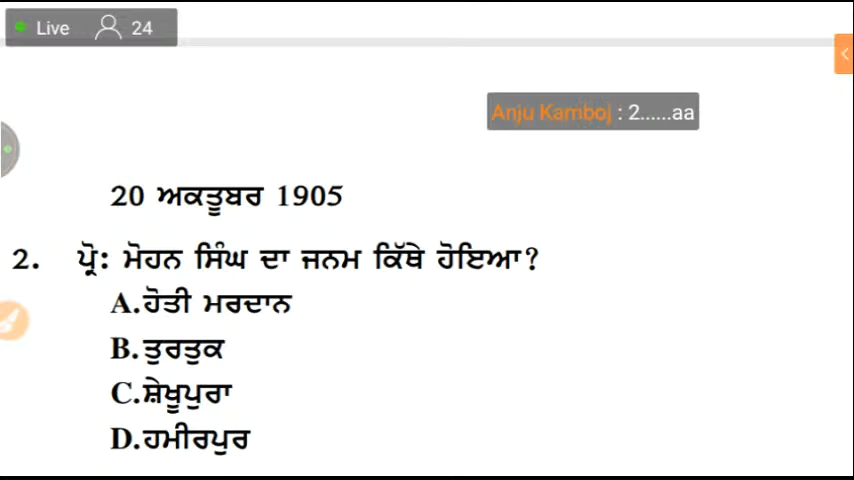 Live 24
Anju Kamboj : 2......aa
20 ਅਕਤੂਬਰ 1905
2. ਪ੍ਰੋ: ਮੋਹਨ ਸਿੰਘ ਦਾ ਜਨਮ ਕਿੱਥੇ ਹੋਇਆ?
A.ਹੋਤੀ ਮਰਦਾਨ
B.ਤੁਰਤੁਕ
C.ਸ਼ੇਖੂਪੁਰਾ
D.ਹਮੀਰਪੁਰ